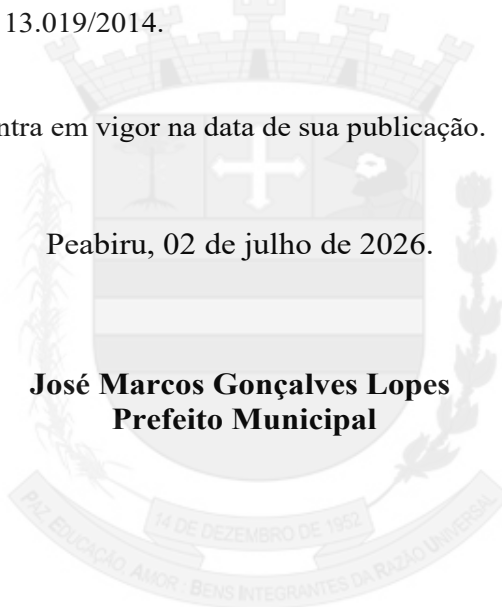 13.019/2014.
ntra em vigor na data de sua publicação.
Peabiru, 02 de julho de 2026.
José Marcos Gonçalves Lopes
Prefeito Municipal
14 DE DEZEMBRO DE 1952
PAZ, EDUCAÇÃO, AMOR : BENS INTEGRANTES DA RAZÃO UNIVERSAL